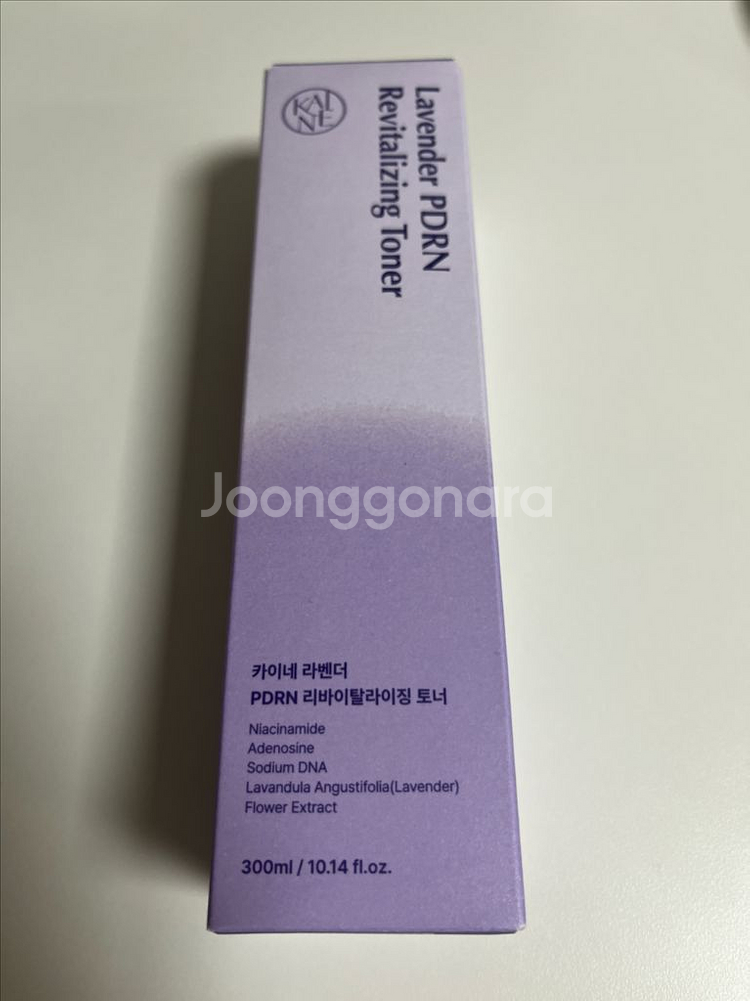 KAINE
Lavender PDRN
Revitalizing Toner
Joonggonara
카이네 라벤더
PDRN 리바이탈라이징 토너
Niacinamide
Adenosine
Sodium DNA
Lavandula Angustifolia(Lavender)
Flower Extract
300ml / 10.14 fl.oz.